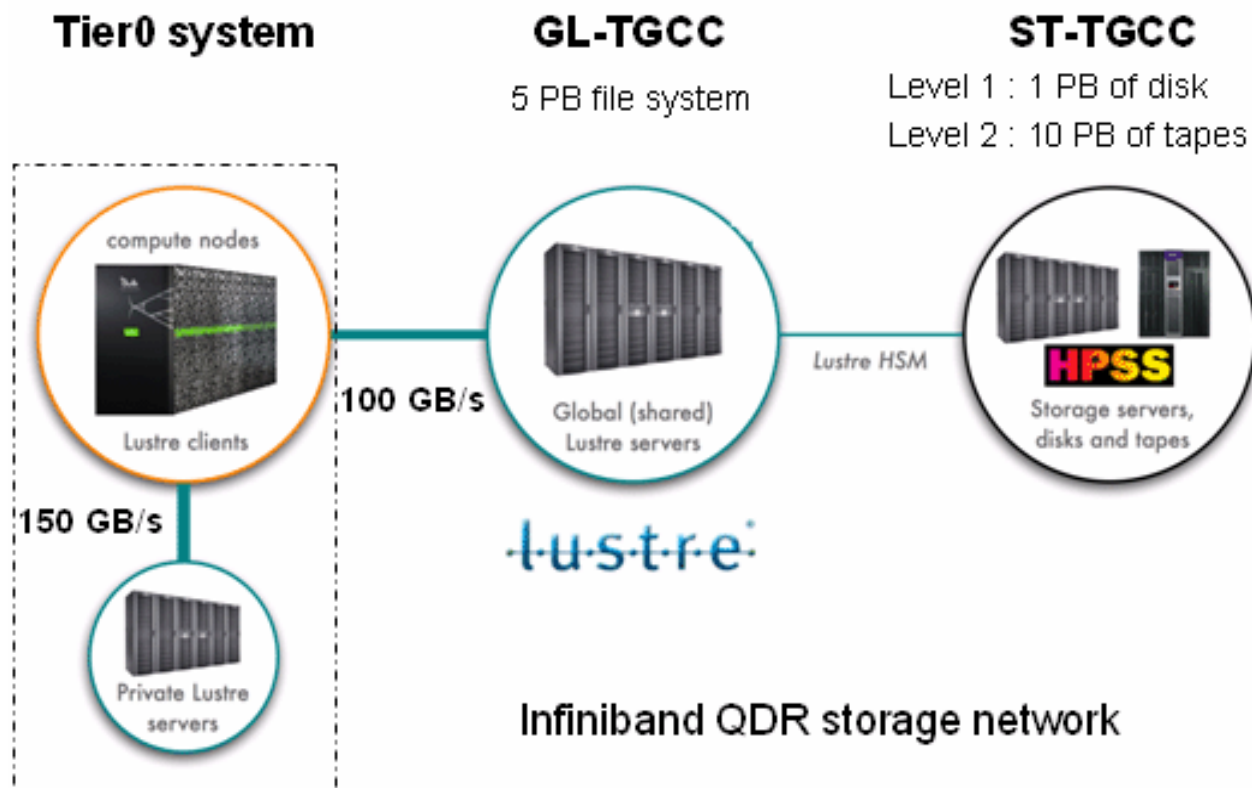 Tier0 system
GL-TGCC
ST-TGCC
5 PB file system
Level 1 : 1 PB of disk
Level 2 : 10 PB of tapes
compute nodes
Lustre clients
100 GB/s
Global (shared)
Lustre servers
Lustre HSM
HPSS
Storage servers,
disks and tapes
150 GB/s
l·u·s·t·r·e
Private Lustre
servers
Infiniband QDR storage network